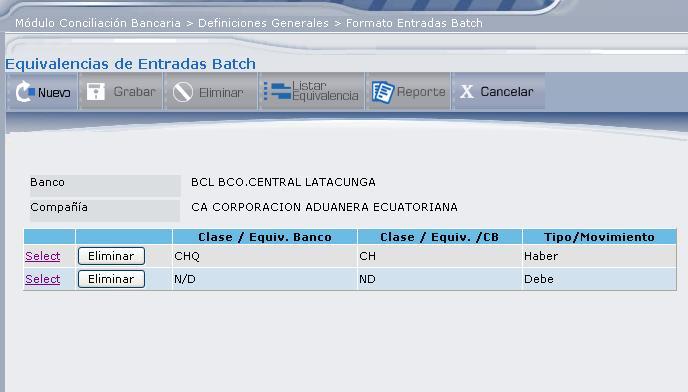 Módulo Conciliación Bancaria > Definiciones Generales > Formato Entradas Batch
Equivalencias de Entradas Batch
Nuevo Grabar Eliminar Listar Equivalencia Reporte X Cancelar
Banco BCL BCO.CENTRAL LATACUNGA
Compañía CA CORPORACION ADUANERA ECUATORIANA
Clase / Equiv. Banco Clase / Equiv. /CB Tipo/Movimiento
Select Eliminar CHQ CH Haber
Select Eliminar N/D ND Debe